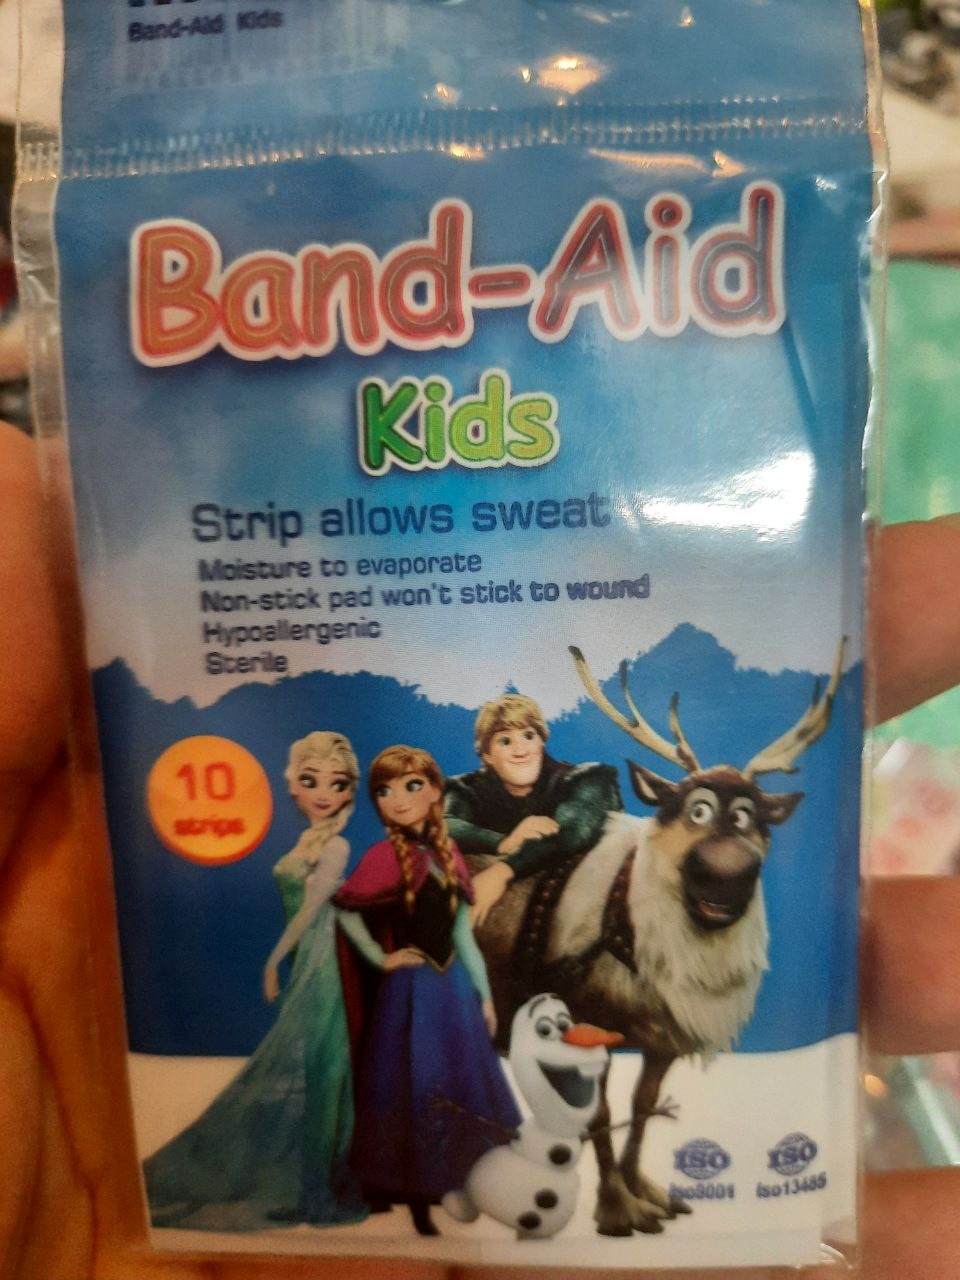 Band-Aid Kids
Band-Aid
Kids
Strip allows sweat
Moisture to evaporate
Non-stick pad won't stick to wound
Hypoallergenic
Sterile
10
strips
ISO ISO
Iso9001 Iso13485